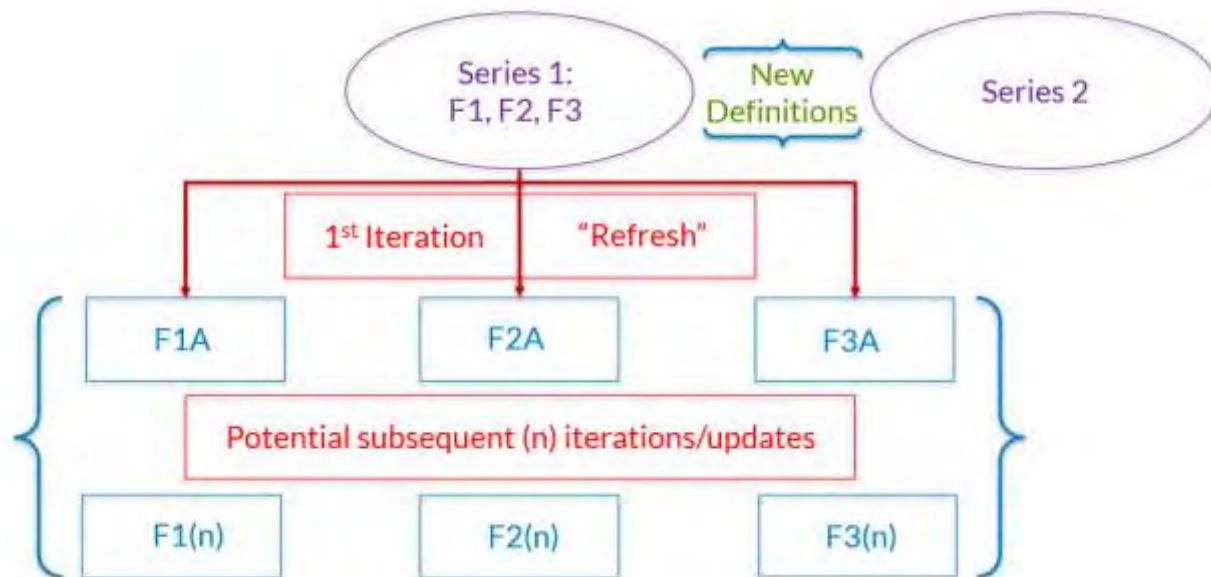 Series 1:
F1, F2, F3
New
Definitions
Series 2
1st Iteration
“Refresh”
F1A
F2A
F3A
Potential subsequent (n) iterations/updates
F1(n)
F2(n)
F3(n)